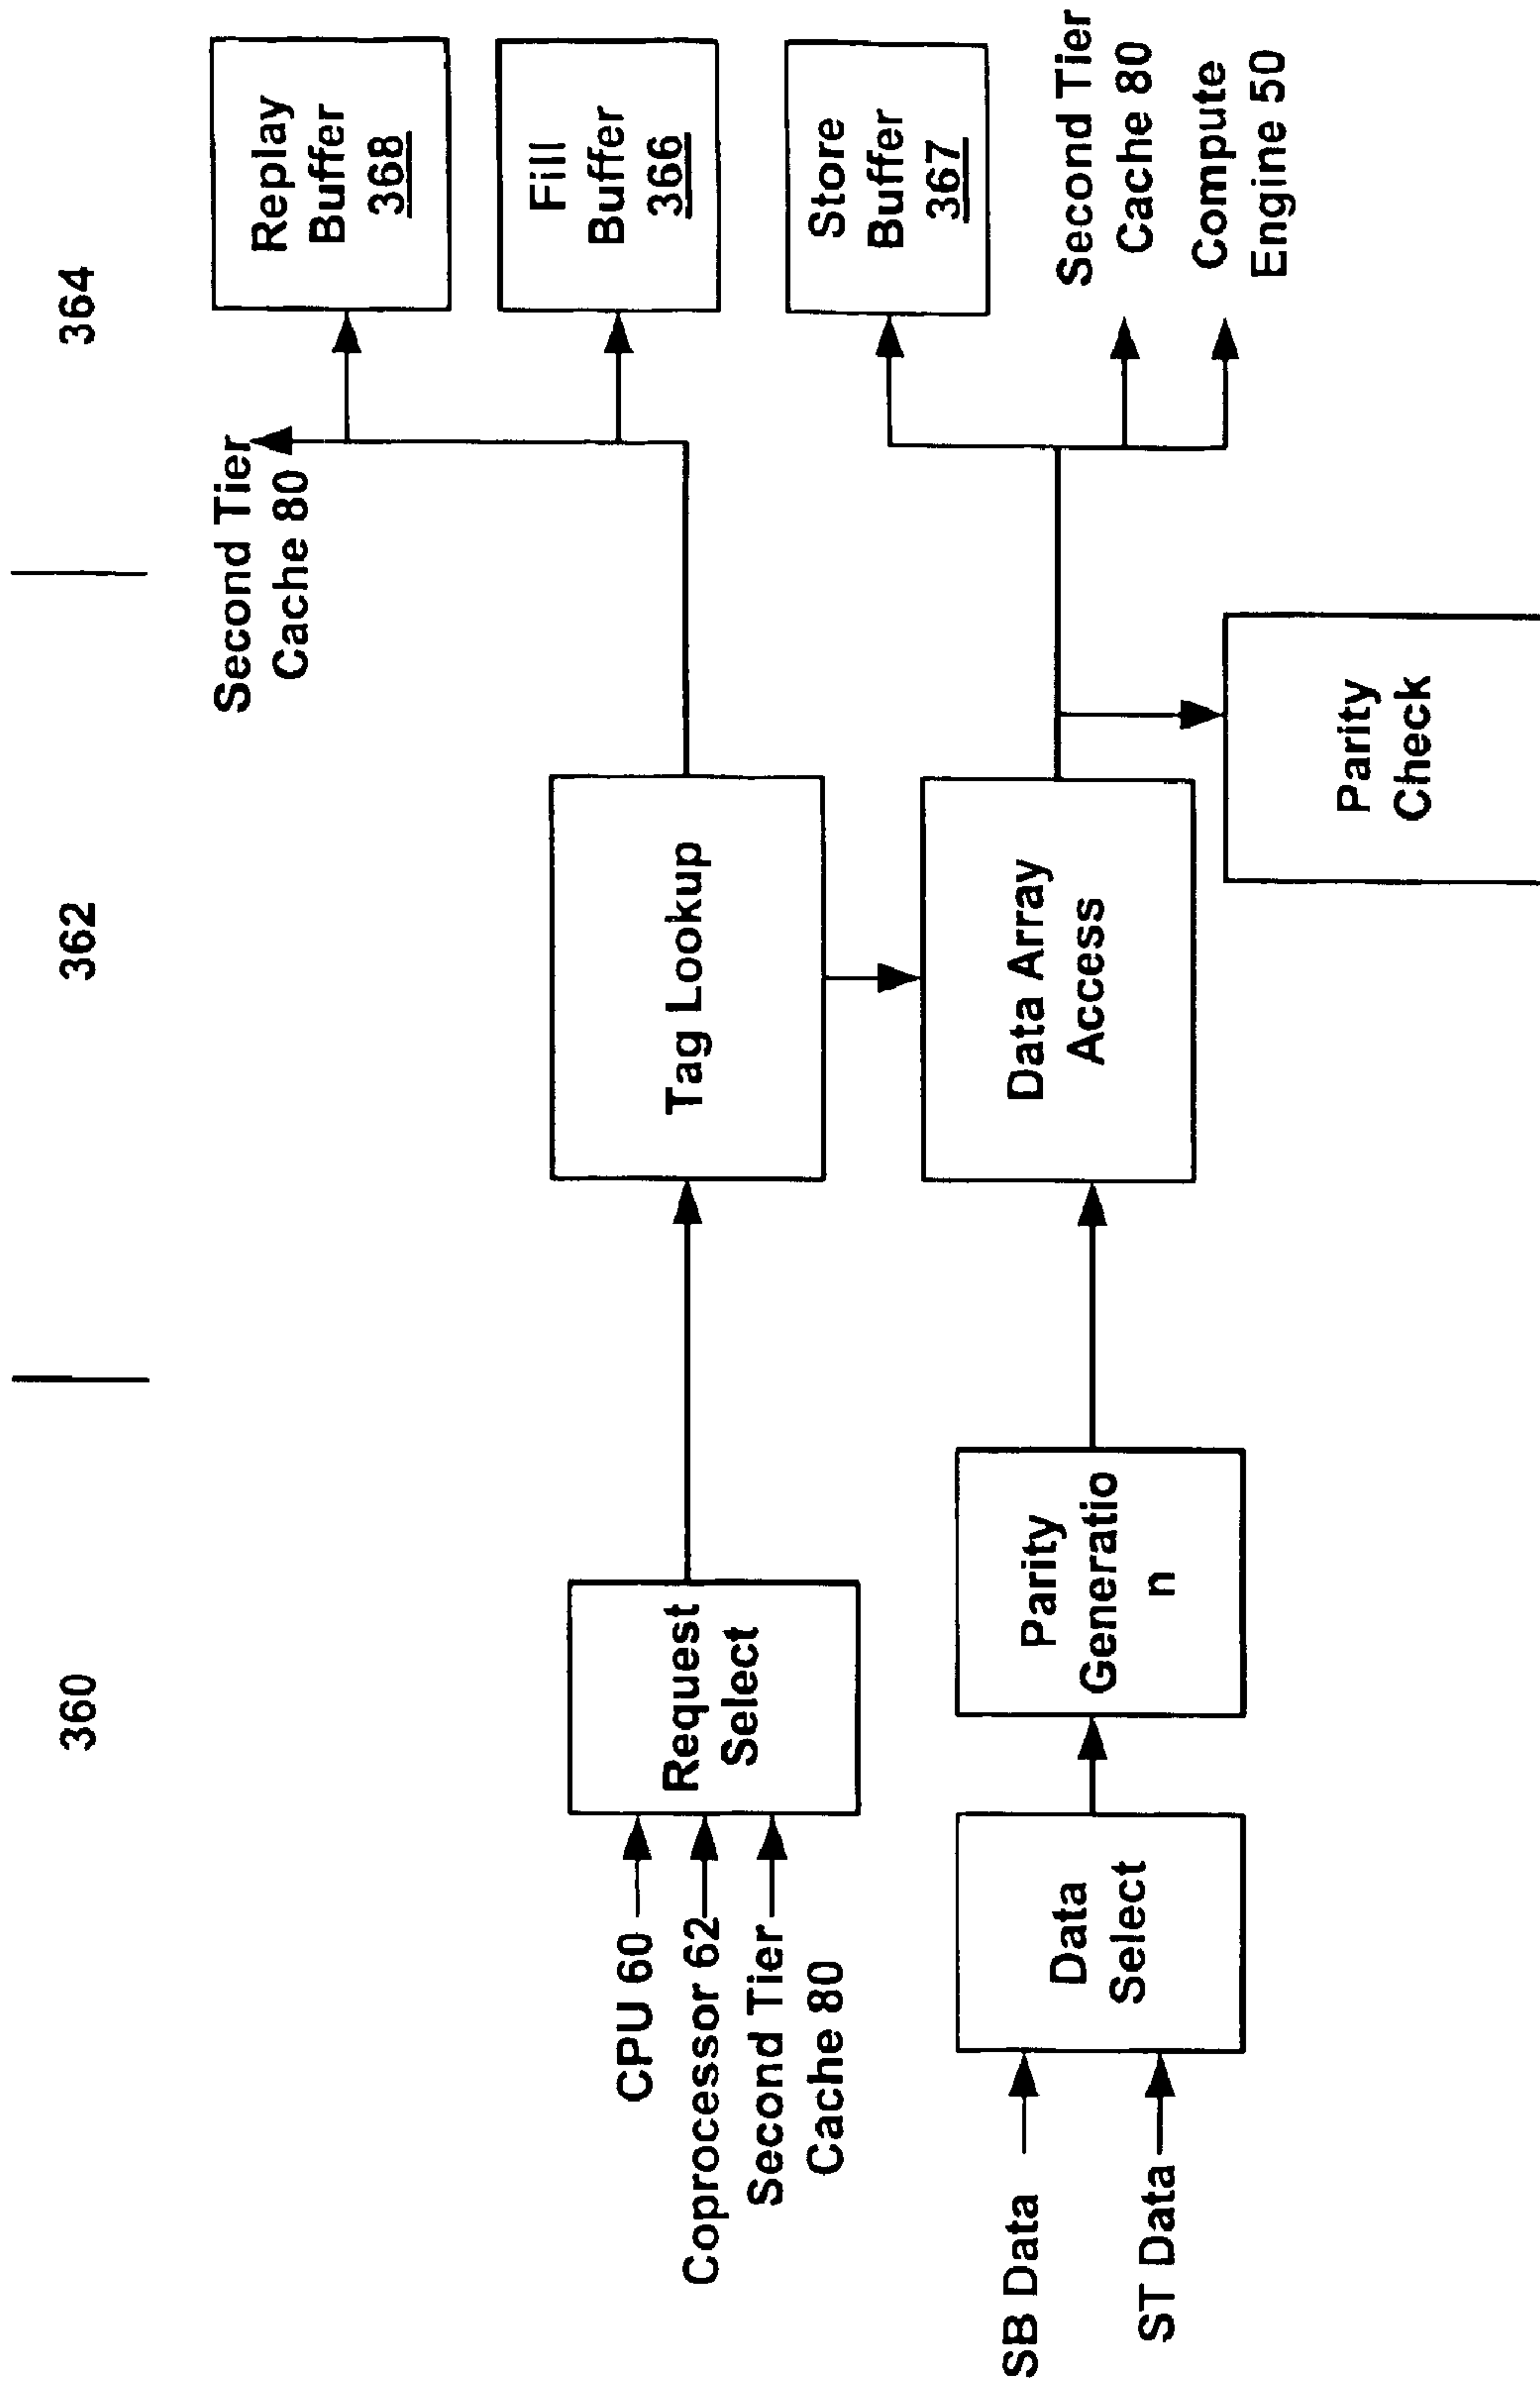 360
362
364
CPU 60
Coprocessor 62
Second Tier
Cache 80
Request
Select
Tag Lookup
Second Tier
Cache 80
Replay
Buffer
368
Fill
Buffer
366
SB Data
ST Data
Data
Select
Parity
Generatio
n
Data Array
Access
Parity
Check
Store
Buffer
367
Second Tier
Cache 80
Compute
Engine 50